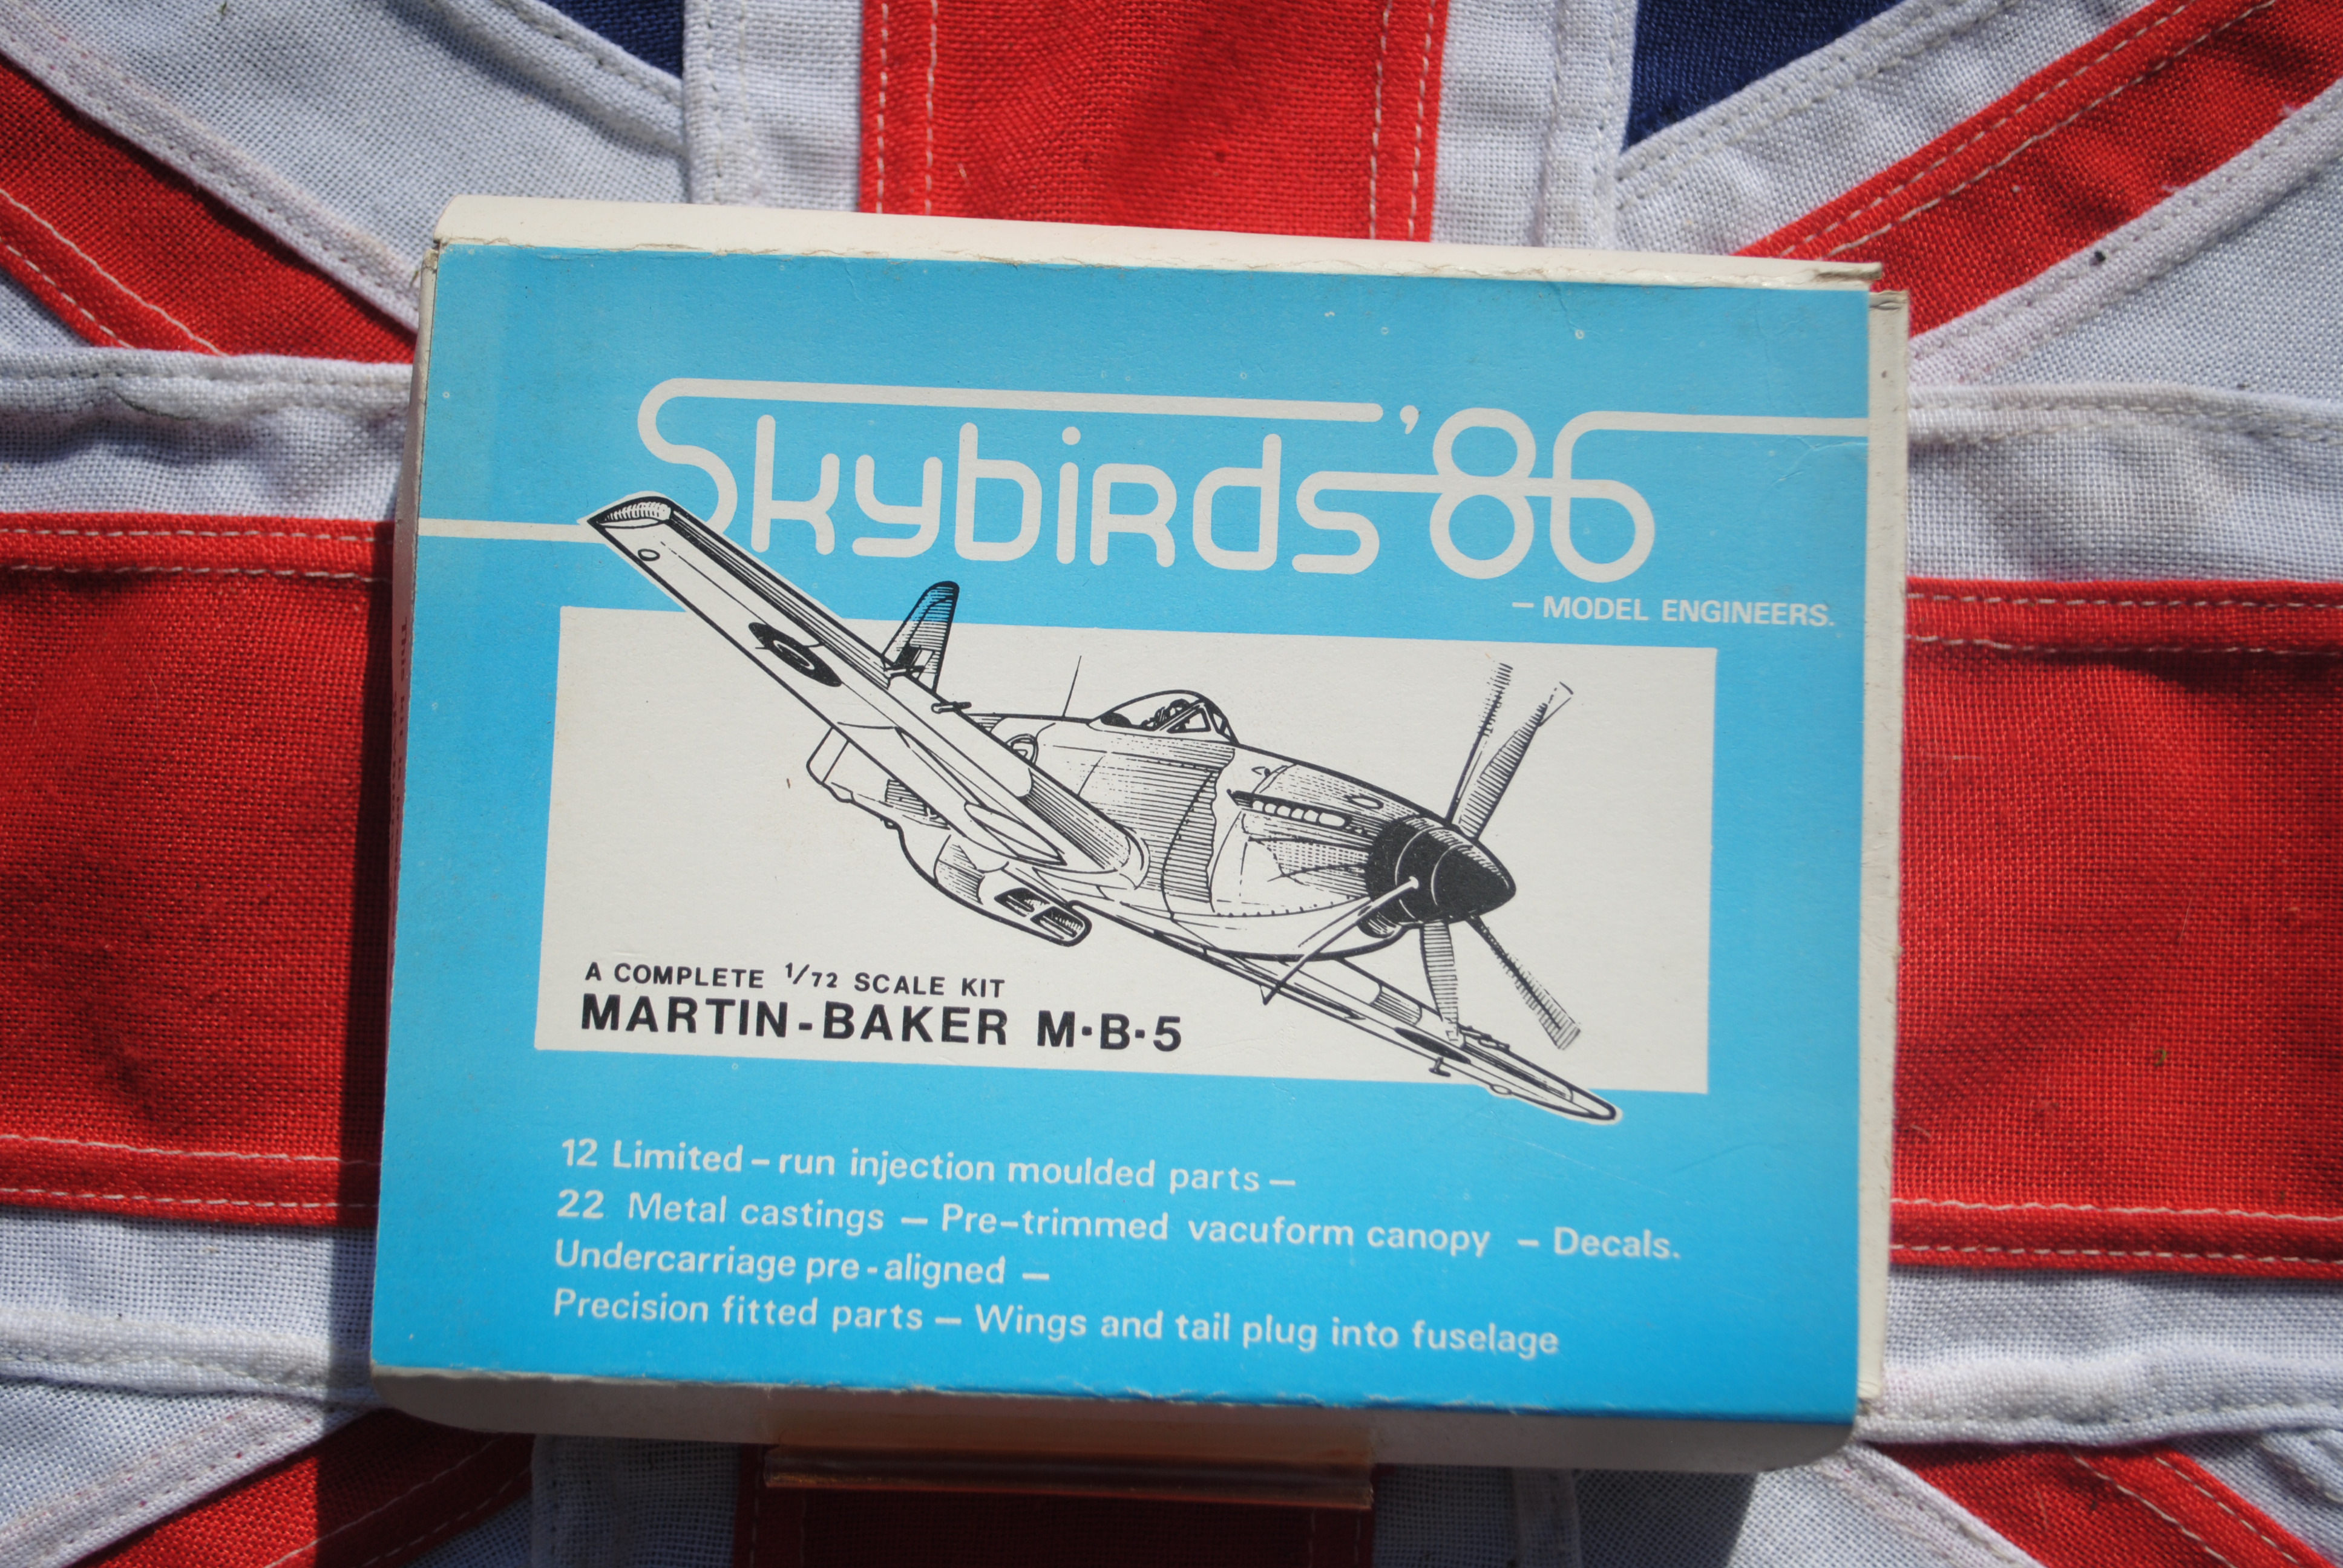 Skybirds '86
– MODEL ENGINEERS.
A COMPLETE 1/72 SCALE KIT
MARTIN-BAKER M·B·5
12 Limited – run injection moulded parts –
22 Metal castings – Pre-trimmed vacuform canopy – Decals.
Undercarriage pre-aligned –
Precision fitted parts – Wings and tail plug into fuselage